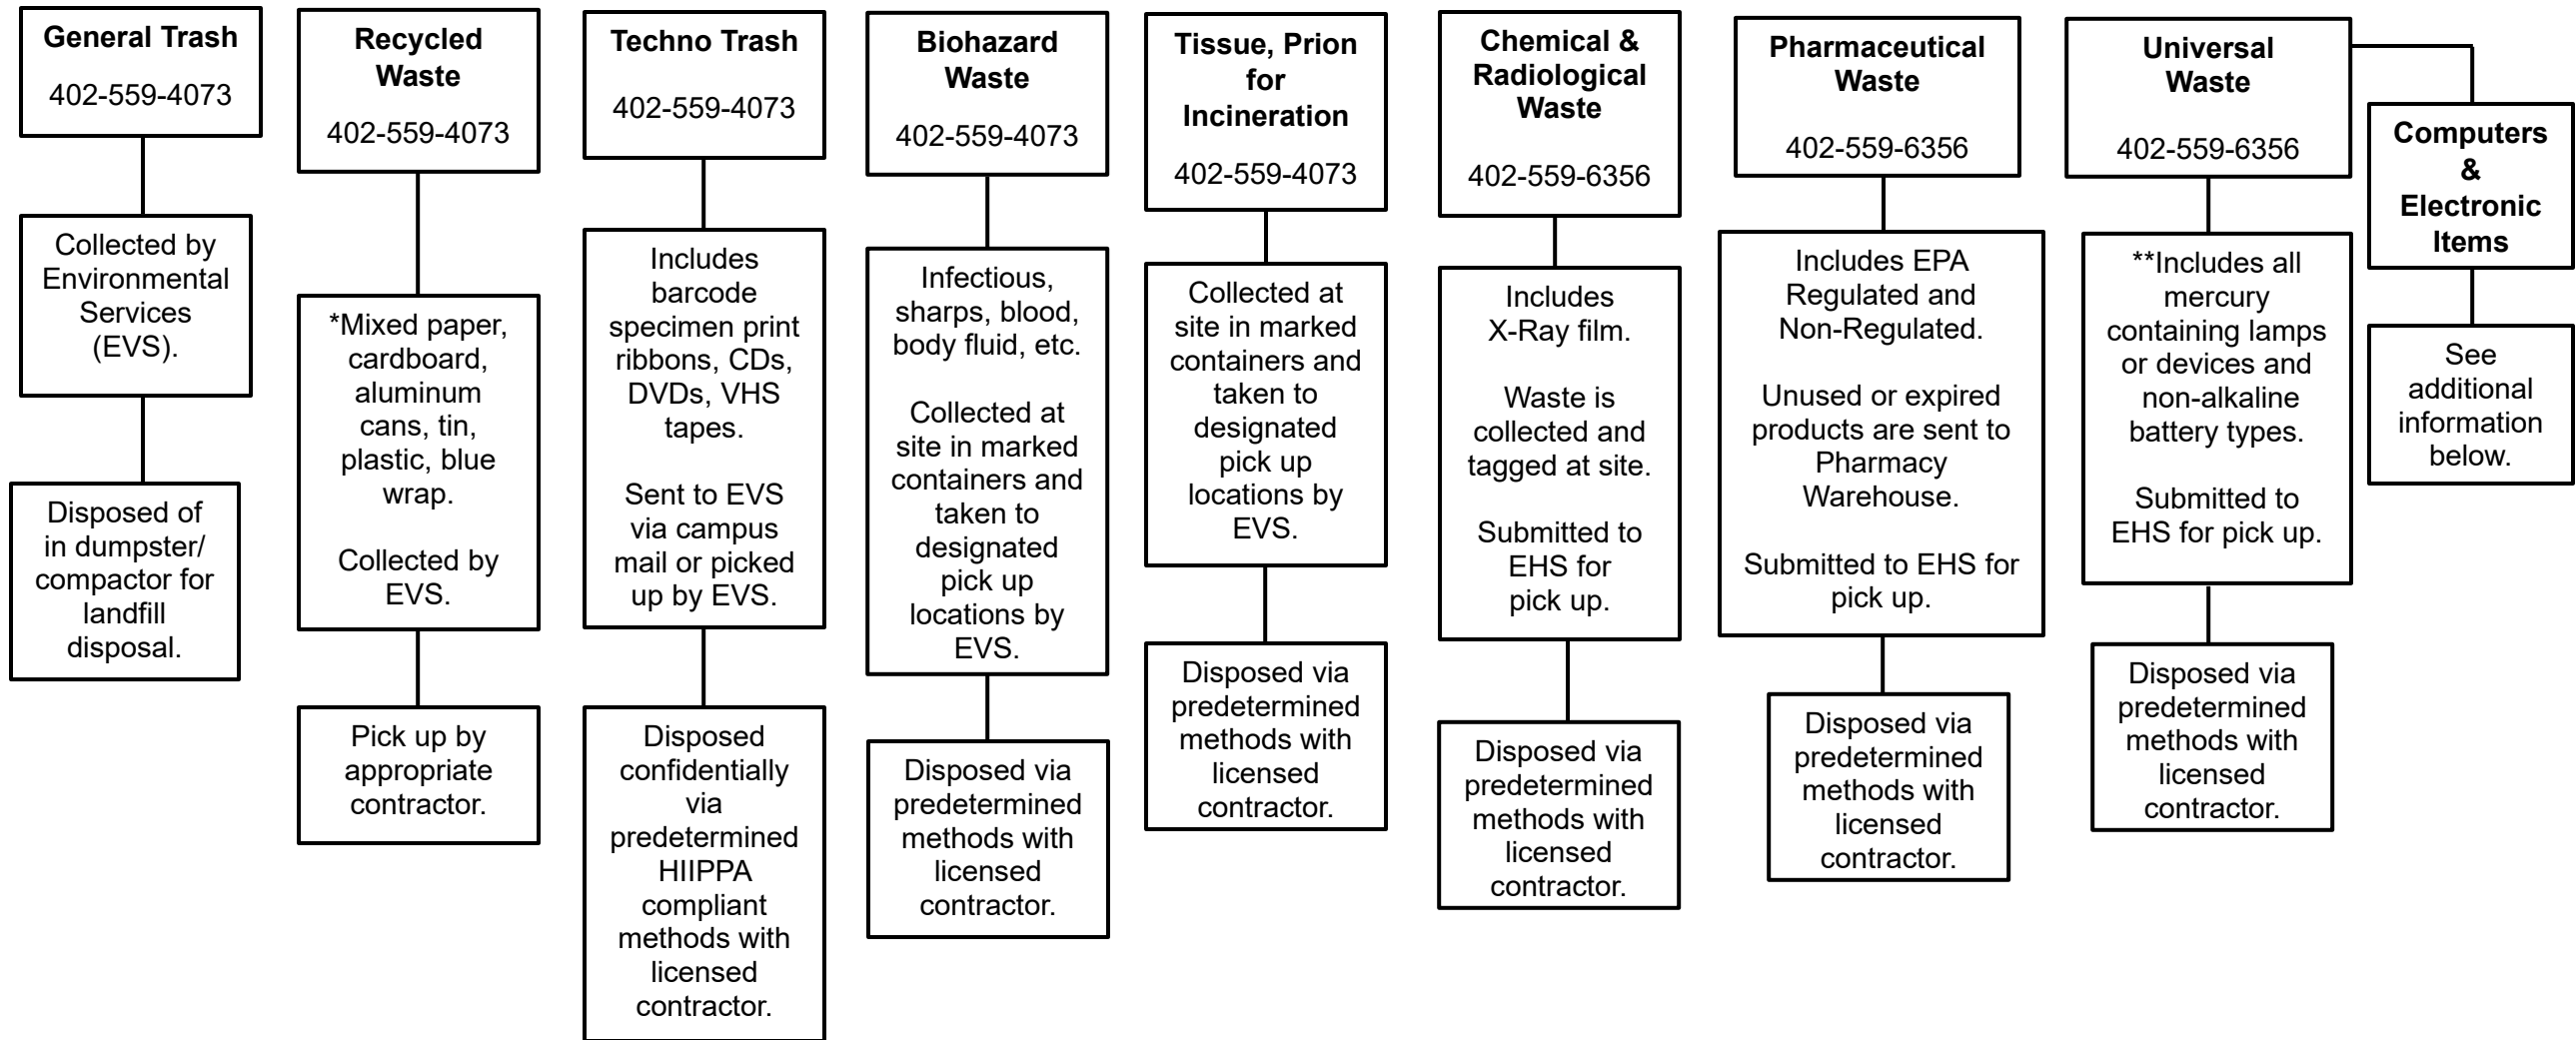 General Trash
402-559-4073
Collected by
Environmental
Services
(EVS).
Disposed of
in dumpster/
compactor for
landfill
disposal.
Recycled
Waste
402-559-4073
*Mixed paper,
cardboard,
aluminum
cans, tin,
plastic, blue
wrap.
Collected by
EVS.
Pick up by
appropriate
contractor.
Techno Trash
402-559-4073
Includes
barcode
specimen print
ribbons, CDs,
DVDs, VHS
tapes.
Sent to EVS
via campus
mail or picked
up by EVS.
Disposed
confidentially
via
predetermined
HIIPPA
compliant
methods with
licensed
contractor.
Biohazard
Waste
402-559-4073
Infectious,
sharps, blood,
body fluid, etc.
Collected at
site in marked
containers and
taken to
designated
pick up
locations by
EVS.
Disposed via
predetermined
methods with
licensed
contractor.
Tissue, Prion
for
Incineration
402-559-4073
Collected at
site in marked
containers and
taken to
designated
pick up
locations by
EVS.
Disposed via
predetermined
methods with
licensed
contractor.
Chemical &
Radiological
Waste
402-559-6356
Includes
X-Ray film.
Waste is
collected and
tagged at site.
Submitted to
EHS for
pick up.
Disposed via
predetermined
methods with
licensed
contractor.
Pharmaceutical
Waste
402-559-6356
Includes EPA
Regulated and
Non-Regulated.
Unused or expired
products are sent to
Pharmacy
Warehouse.
Submitted to EHS for
pick up.
Disposed via
predetermined
methods with
licensed
contractor.
Universal
Waste
402-559-6356
**Includes all
mercury
containing lamps
or devices and
non-alkaline
battery types.
Submitted to
EHS for pick up.
Disposed via
predetermined
methods with
licensed
contractor.
Computers
&
Electronic
Items
See
additional
information
below.